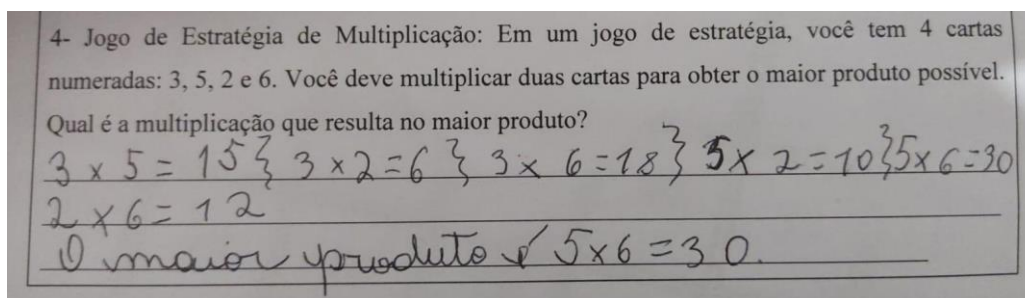 4- Jogo de Estratégia de Multiplicação: Em um jogo de estratégia, você tem 4 cartas
numeradas: 3, 5, 2 e 6. Você deve multiplicar duas cartas para obter o maior produto possível.
Qual é a multiplicação que resulta no maior produto?
3 x 5 = 15 } 3 x 2 = 6 } 3 x 6 = 18 } 5 x 2 = 10 } 5 x 6 = 30
2 x 6 = 12
O maior produto é 5x6 = 30.